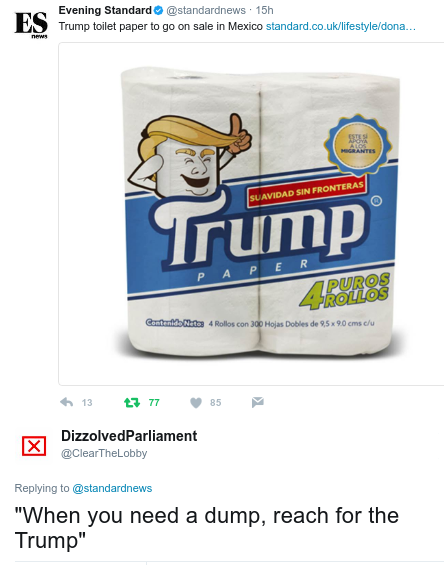 ES
news
Evening Standard @standardnews · 15h
Trump toilet paper to go on sale in Mexico standard.co.uk/lifestyle/dona…
ESTE SÍ
APOYA
A LOS
MIGRANTES
SUAVIDAD SIN FRONTERAS
Trump
PAPER
4 PUROS
ROLLOS
Contenido Neto: 4 Rollos con 300 Hojas Dobles de 9,5 x 9.0 cms c/u
13 77 85
DizzolvedParliament
@ClearTheLobby
Replying to @standardnews
"When you need a dump, reach for the
Trump"